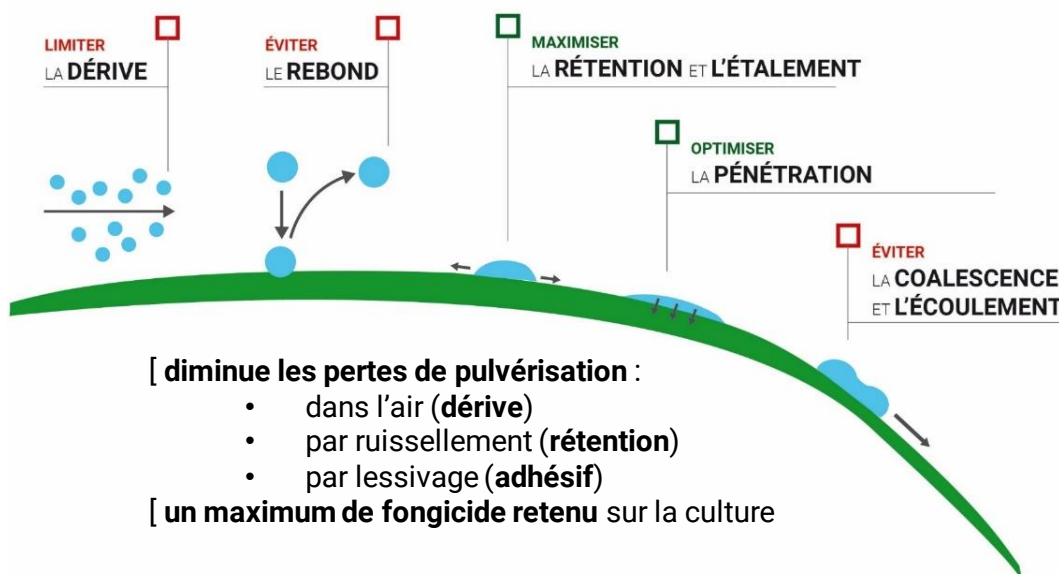 LIMITER
LA DÉRIVE
ÉVITER
LE REBOND
MAXIMISER
LA RÉTENTION ET L'ÉTALEMENT
OPTIMISER
LA PÉNÉTRATION
ÉVITER
LA COALESCENCE
ET L'ÉCOULEMENT
[ diminue les pertes de pulvérisation :
• dans l'air (dérive)
• par ruissellement (rétention)
• par lessivage (adhésif)
[ un maximum de fongicide retenu sur la culture